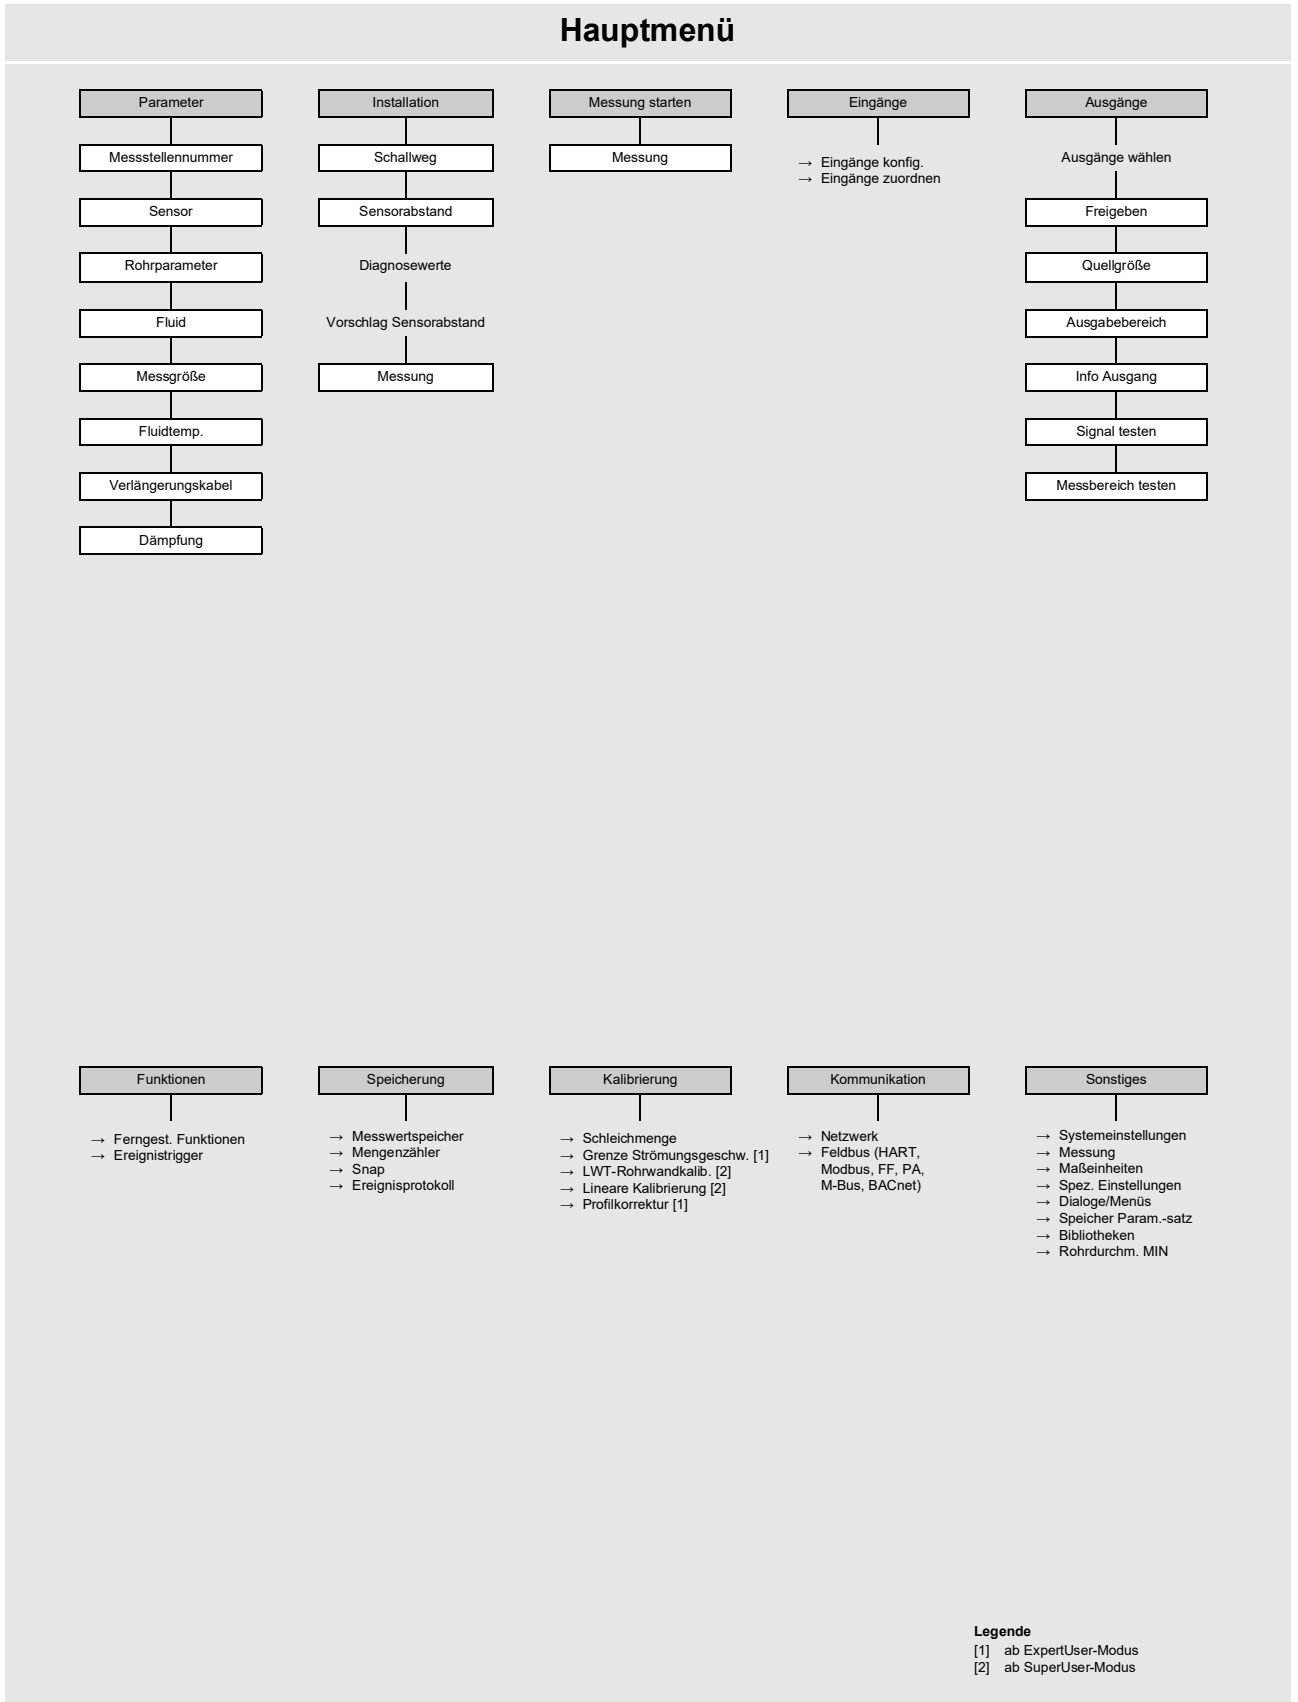 Hauptmenü
Parameter
Messstellennummer
Sensor
Rohrparameter
Fluid
Messgröße
Fluidtemp.
Verlängerungskabel
Dämpfung
Installation
Schallweg
Sensorabstand
Diagnosewerte
Vorschlag Sensorabstand
Messung
Messung starten
Messung
Eingänge
→ Eingänge konfig.
→ Eingänge zuordnen
Ausgänge
Ausgänge wählen
Freigeben
Quellgröße
Ausgabebereich
Info Ausgang
Signal testen
Messbereich testen
Funktionen
→ Ferngest. Funktionen
→ Ereignistrigger
Speicherung
→ Messwertspeicher
→ Mengenzähler
→ Snap
→ Ereignisprotokoll
Kalibrierung
→ Schleichmenge
→ Grenze Strömungsgeschw. [1]
→ LWT-Rohrwandkalib. [2]
→ Lineare Kalibrierung [2]
→ Profilkorrektur [1]
Kommunikation
→ Netzwerk
→ Feldbus (HART,
Modbus, FF, PA,
M-Bus, BACnet)
Sonstiges
→ Systemeinstellungen
→ Messung
→ Maßeinheiten
→ Spez. Einstellungen
→ Dialoge/Menüs
→ Speicher Param.-satz
→ Bibliotheken
→ Rohrdurchm. MIN
Legende
[1] ab ExpertUser-Modus
[2] ab SuperUser-Modus